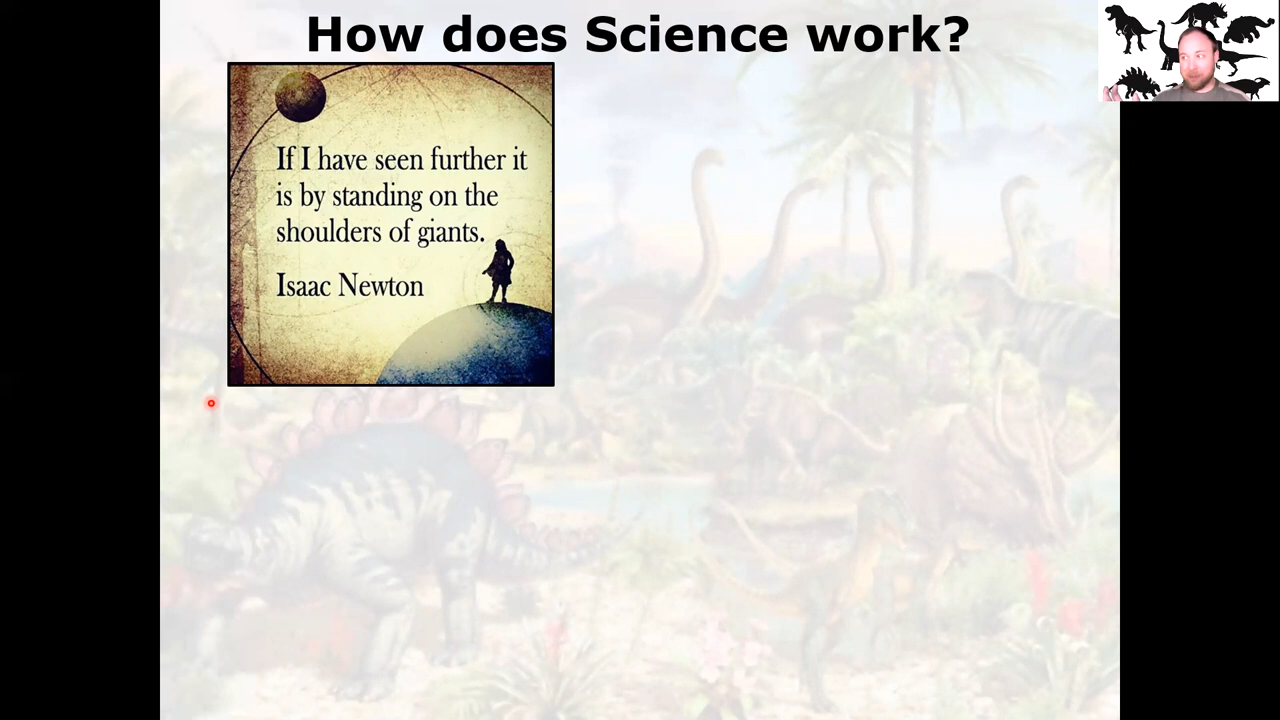 How does Science work?
If I have seen further it
is by standing on the
shoulders of giants.
Isaac Newton